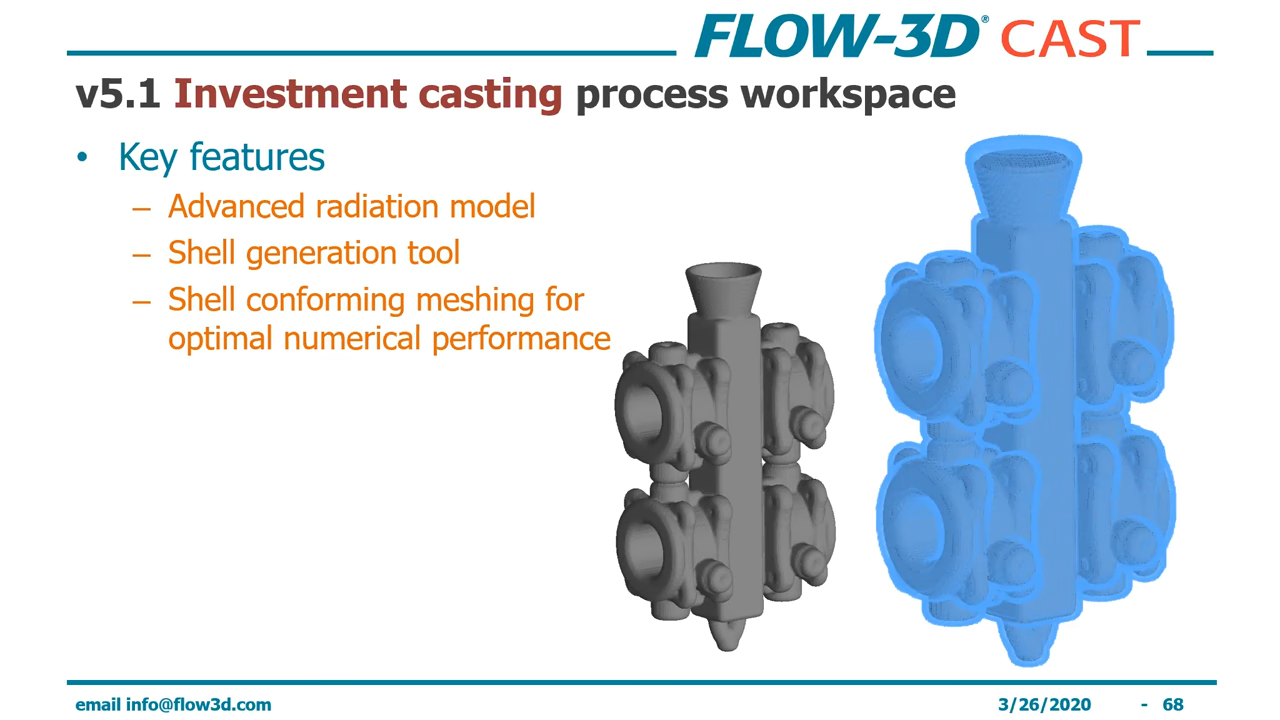 FLOW-3D® CAST
v5.1 Investment casting process workspace
• Key features
– Advanced radiation model
– Shell generation tool
– Shell conforming meshing for
optimal numerical performance
email info@flow3d.com
3/26/2020 - 68